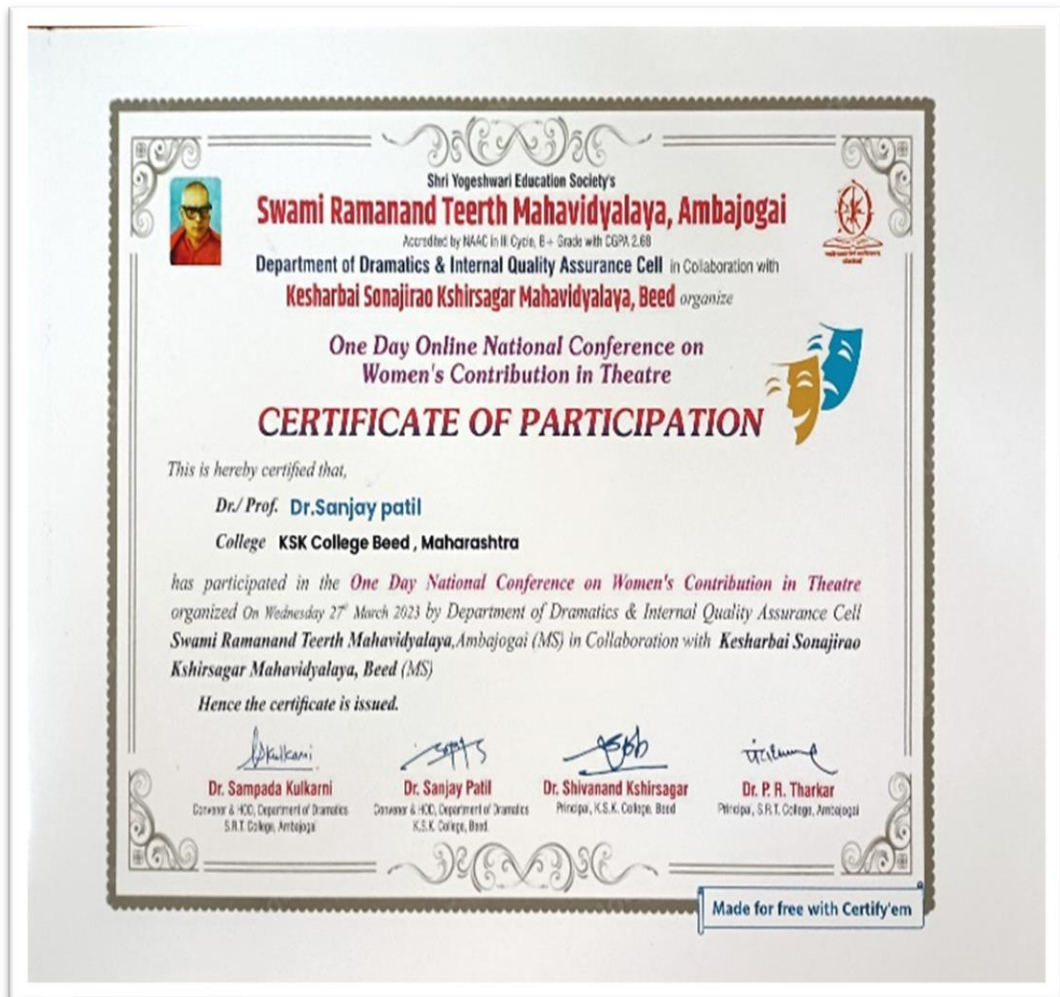 Shri Yogeshwari Education Society's
Swami Ramanand Teerth Mahavidyalaya, Ambajogai
Accredited by NAAC in III Cycle, B+ Grade with CGPA 2.68
Department of Dramatics & Internal Quality Assurance Cell in Collaboration with
Kesharbai Sonajirao Kshirsagar Mahavidyalaya, Beed organize
One Day Online National Conference on
Women's Contribution in Theatre
CERTIFICATE OF PARTICIPATION
This is hereby certified that,
Dr./ Prof. Dr.Sanjay patil
College KSK College Beed , Maharashtra
has participated in the One Day National Conference on Women's Contribution in Theatre
organized On Wednesday 27th March 2023 by Department of Dramatics & Internal Quality Assurance Cell
Swami Ramanand Teerth Mahavidyalaya,Ambajogai (MS) in Collaboration with Kesharbai Sonajirao
Kshirsagar Mahavidyalaya, Beed (MS)
Hence the certificate is issued.
Dr. Sampada Kulkarni
Convenor & HOD, Department of Dramatics
S.R.T. College, Ambajogai
Dr. Sanjay Patil
Convenor & HOD, Department of Dramatics
K.S.K. College, Beed
Dr. Shivanand Kshirsagar
Principal, K.S.K. College, Beed
Dr. P. R. Tharkar
Principal, S.R.T. College, Ambajogai
Made for free with Certify'em